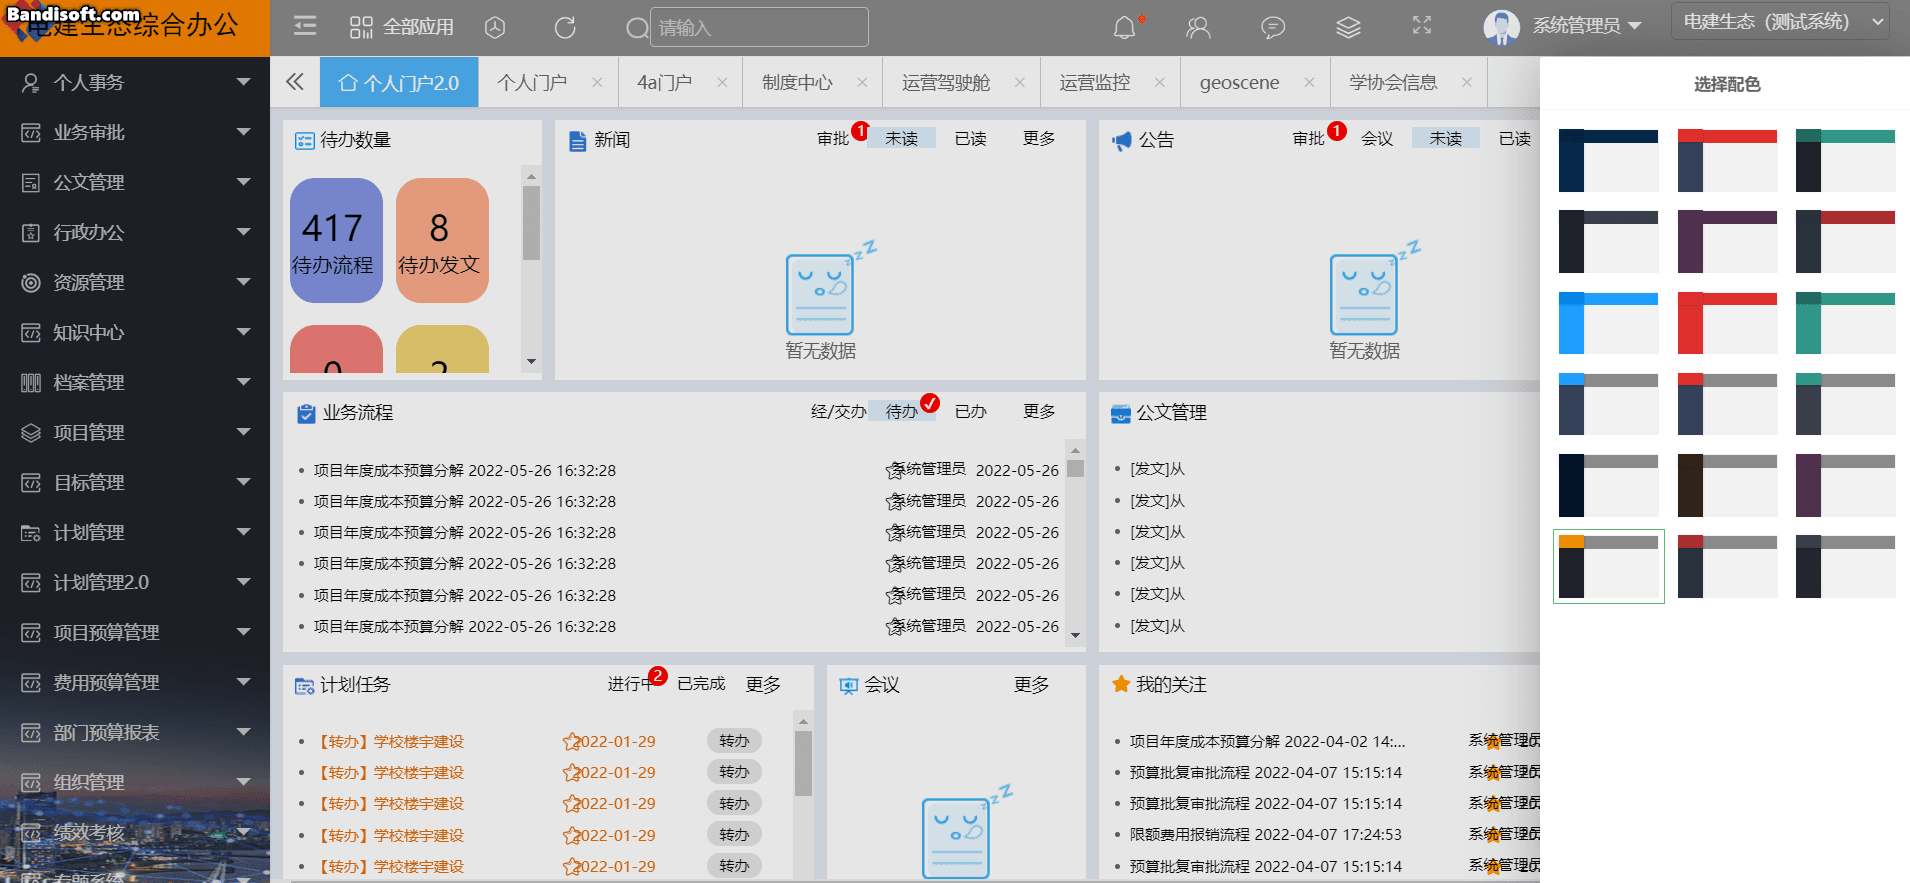 Bandisoft.com
电建生态综合办公
全部应用
请输入
系统管理员
电建生态（测试系统）
个人门户2.0
个人门户
4a门户
制度中心
运营驾驶舱
运营监控
geoscene
学协会信息
选择配色
个人事务
业务审批
公文管理
行政办公
资源管理
知识中心
档案管理
项目管理
目标管理
计划管理
计划管理2.0
项目预算管理
费用预算管理
部门预算报表
组织管理
绩效考核
专题系统
待办数量
417
待办流程
8
待办发文
0
2
新闻
审批 1
未读
已读
更多
暂无数据
公告
审批 1
会议
未读
已读
暂无数据
业务流程
经/交办
待办
已办
更多
项目年度成本预算分解 2022-05-26 16:32:28 系统管理员 2022-05-26
项目年度成本预算分解 2022-05-26 16:32:28 系统管理员 2022-05-26
项目年度成本预算分解 2022-05-26 16:32:28 系统管理员 2022-05-26
项目年度成本预算分解 2022-05-26 16:32:28 系统管理员 2022-05-26
项目年度成本预算分解 2022-05-26 16:32:28 系统管理员 2022-05-26
项目年度成本预算分解 2022-05-26 16:32:28 系统管理员 2022-05-26
公文管理
[发文]从
[发文]从
[发文]从
[发文]从
[发文]从
[发文]从
计划任务
进行中 2
已完成
更多
【转办】学校楼宇建设 2022-01-29 转办
【转办】学校楼宇建设 2022-01-29 转办
【转办】学校楼宇建设 2022-01-29 转办
【转办】学校楼宇建设 2022-01-29 转办
【转办】学校楼宇建设 2022-01-29 转办
会议
更多
我的关注
项目年度成本预算分解 2022-04-02 14:... 系统管理员
预算批复审批流程 2022-04-07 15:15:14 系统管理员
预算批复审批流程 2022-04-07 15:15:14 系统管理员
限额费用报销流程 2022-04-07 17:24:53 系统管理员
预算批复审批流程 2022-04-07 15:15:14 系统管理员